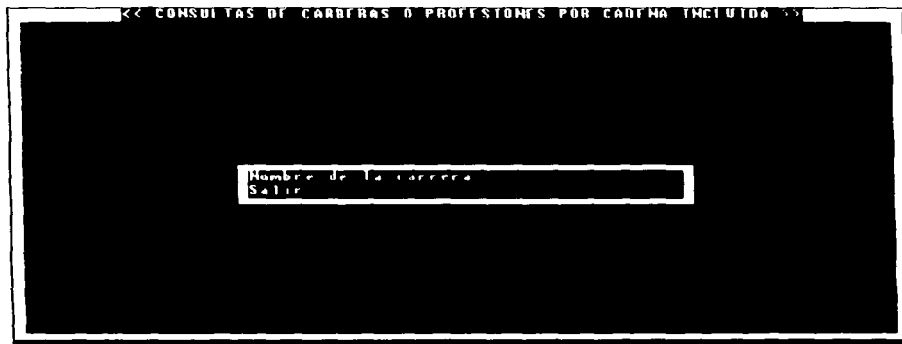 << CONSULTAS DE CARRERAS O PROFESIONES POR CADENA INCLUIDA >>
Nombre de la carrera
Salir